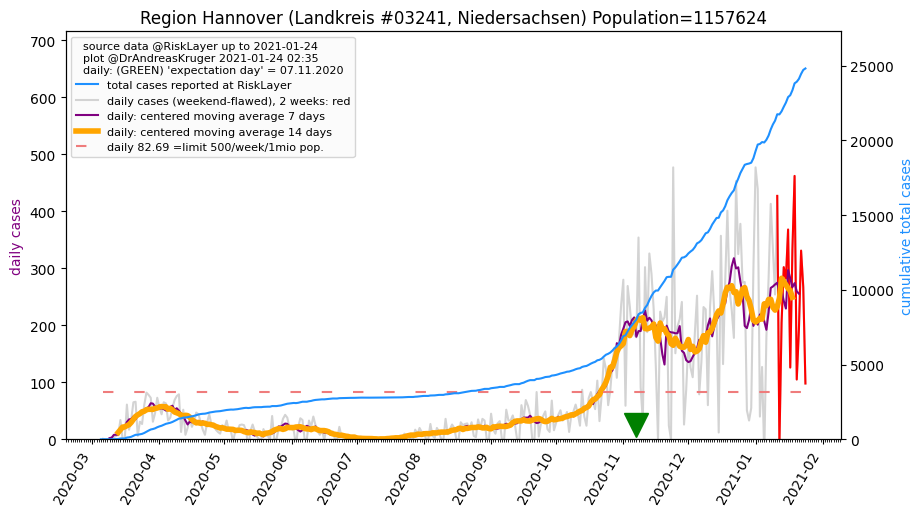 Region Hannover (Landkreis #03241, Niedersachsen) Population=1157624
source data @RiskLayer up to 2021-01-24
plot @DrAndreasKruger 2021-01-24 02:35
daily: (GREEN) 'expectation day' = 07.11.2020
total cases reported at RiskLayer
daily cases (weekend-flawed), 2 weeks: red
daily: centered moving average 7 days
daily: centered moving average 14 days
daily 82.69 =limit 500/week/1mio pop.
daily cases
700
600
500
400
300
200
100
0
cumulative total cases
25000
20000
15000
10000
5000
0
2020-03
2020-04
2020-05
2020-06
2020-07
2020-08
2020-09
2020-10
2020-11
2020-12
2021-01
2021-02